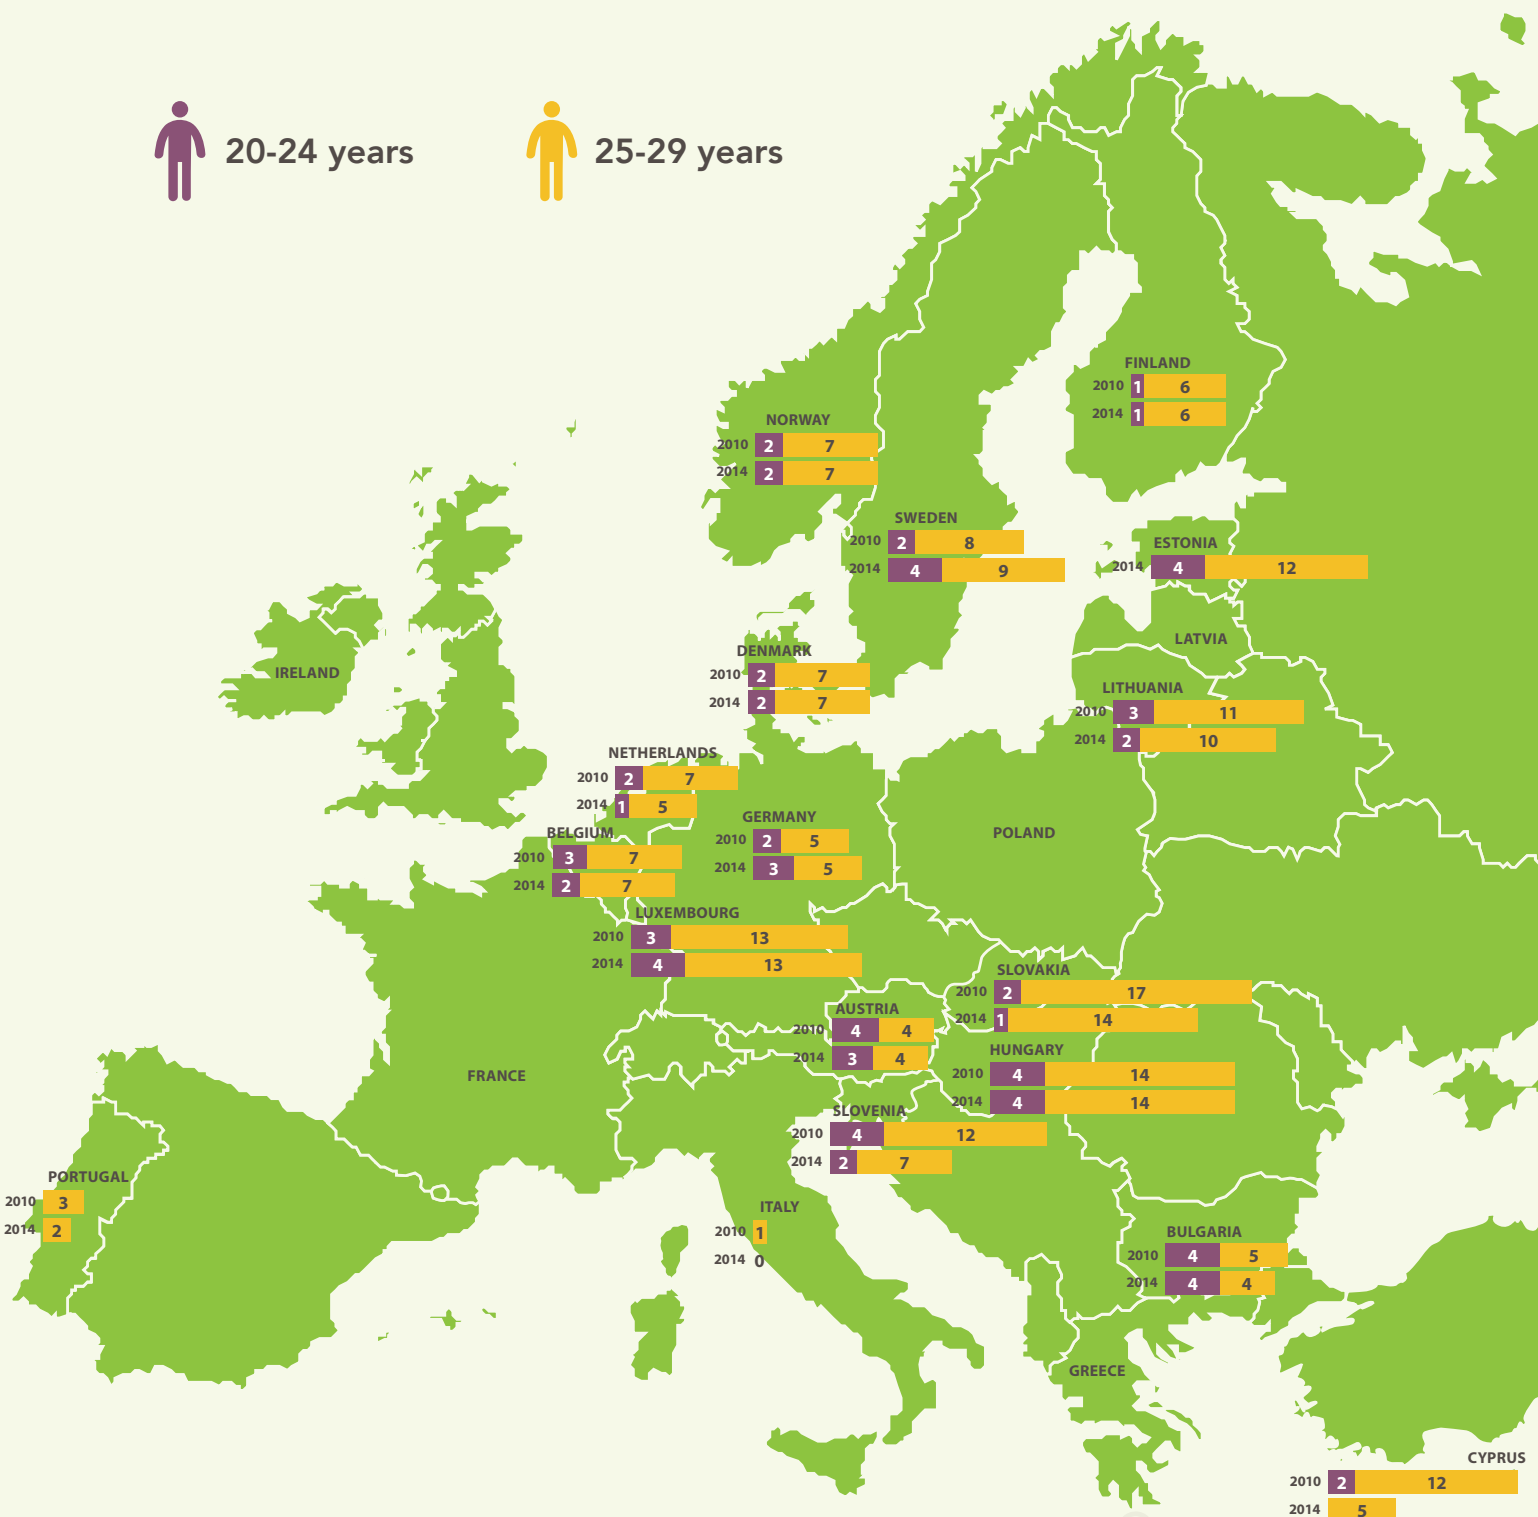 20-24 years
25-29 years
FINLAND
2010 1 6
2014 1 6
NORWAY
2010 2 7
2014 2 7
SWEDEN
2010 2 8
2014 4 9
ESTONIA
2014 4 12
LATVIA
IRELAND
DENMARK
2010 2 7
2014 2 7
LITHUANIA
2010 3 11
2014 2 10
NETHERLANDS
2010 2 7
2014 1 5
GERMANY
2010 2 5
2014 3 5
POLAND
BELGIUM
2010 3 7
2014 2 7
LUXEMBOURG
2010 3 13
2014 4 13
SLOVAKIA
2010 2 17
2014 1 14
AUSTRIA
2010 4 4
2014 3 4
HUNGARY
2010 4 14
2014 4 14
FRANCE
SLOVENIA
2010 4 12
2014 2 7
PORTUGAL
2010 3
2014 2
ITALY
2010 1
2014 0
BULGARIA
2010 4 5
2014 4 4
GREECE
CYPRUS
2010 2 12
2014 5